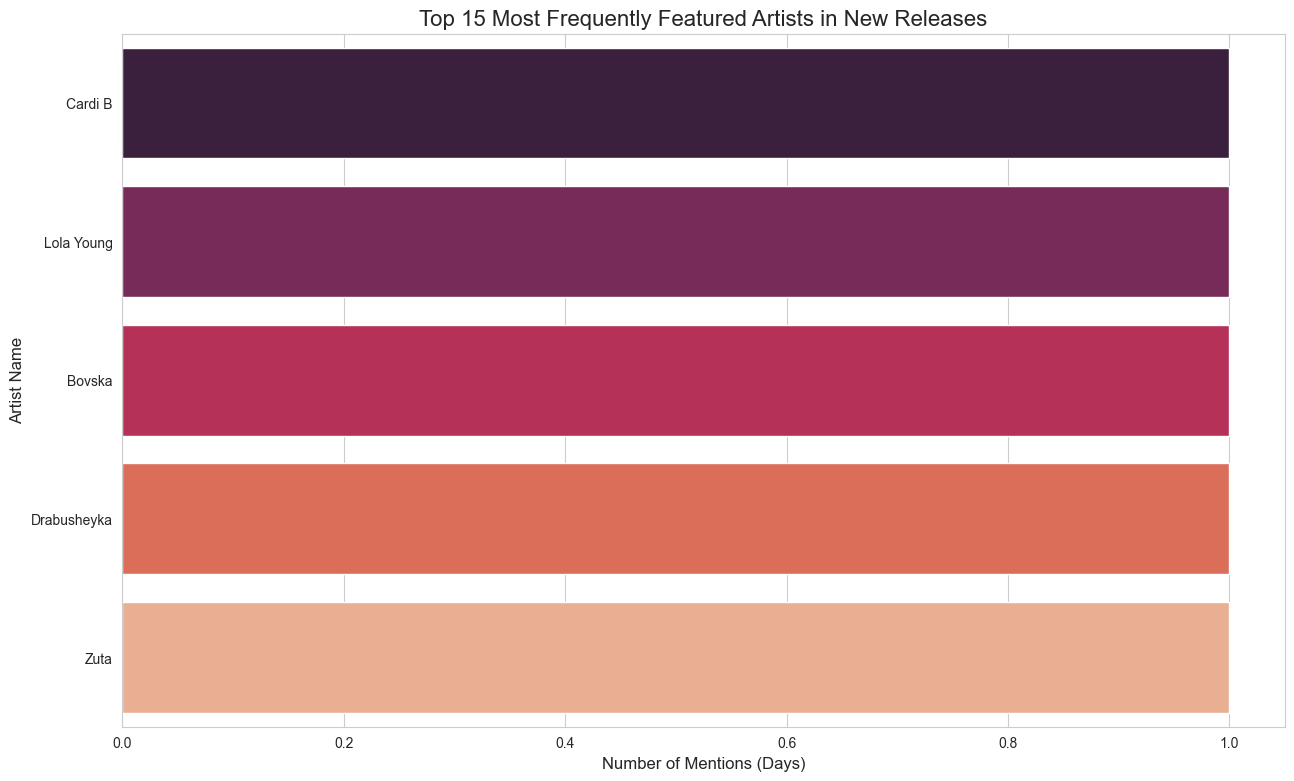 Top 15 Most Frequently Featured Artists in New Releases
Artist Name
Cardi B
Lola Young
Bovska
Drabusheyka
Zuta
0.0 0.2 0.4 0.6 0.8 1.0
Number of Mentions (Days)